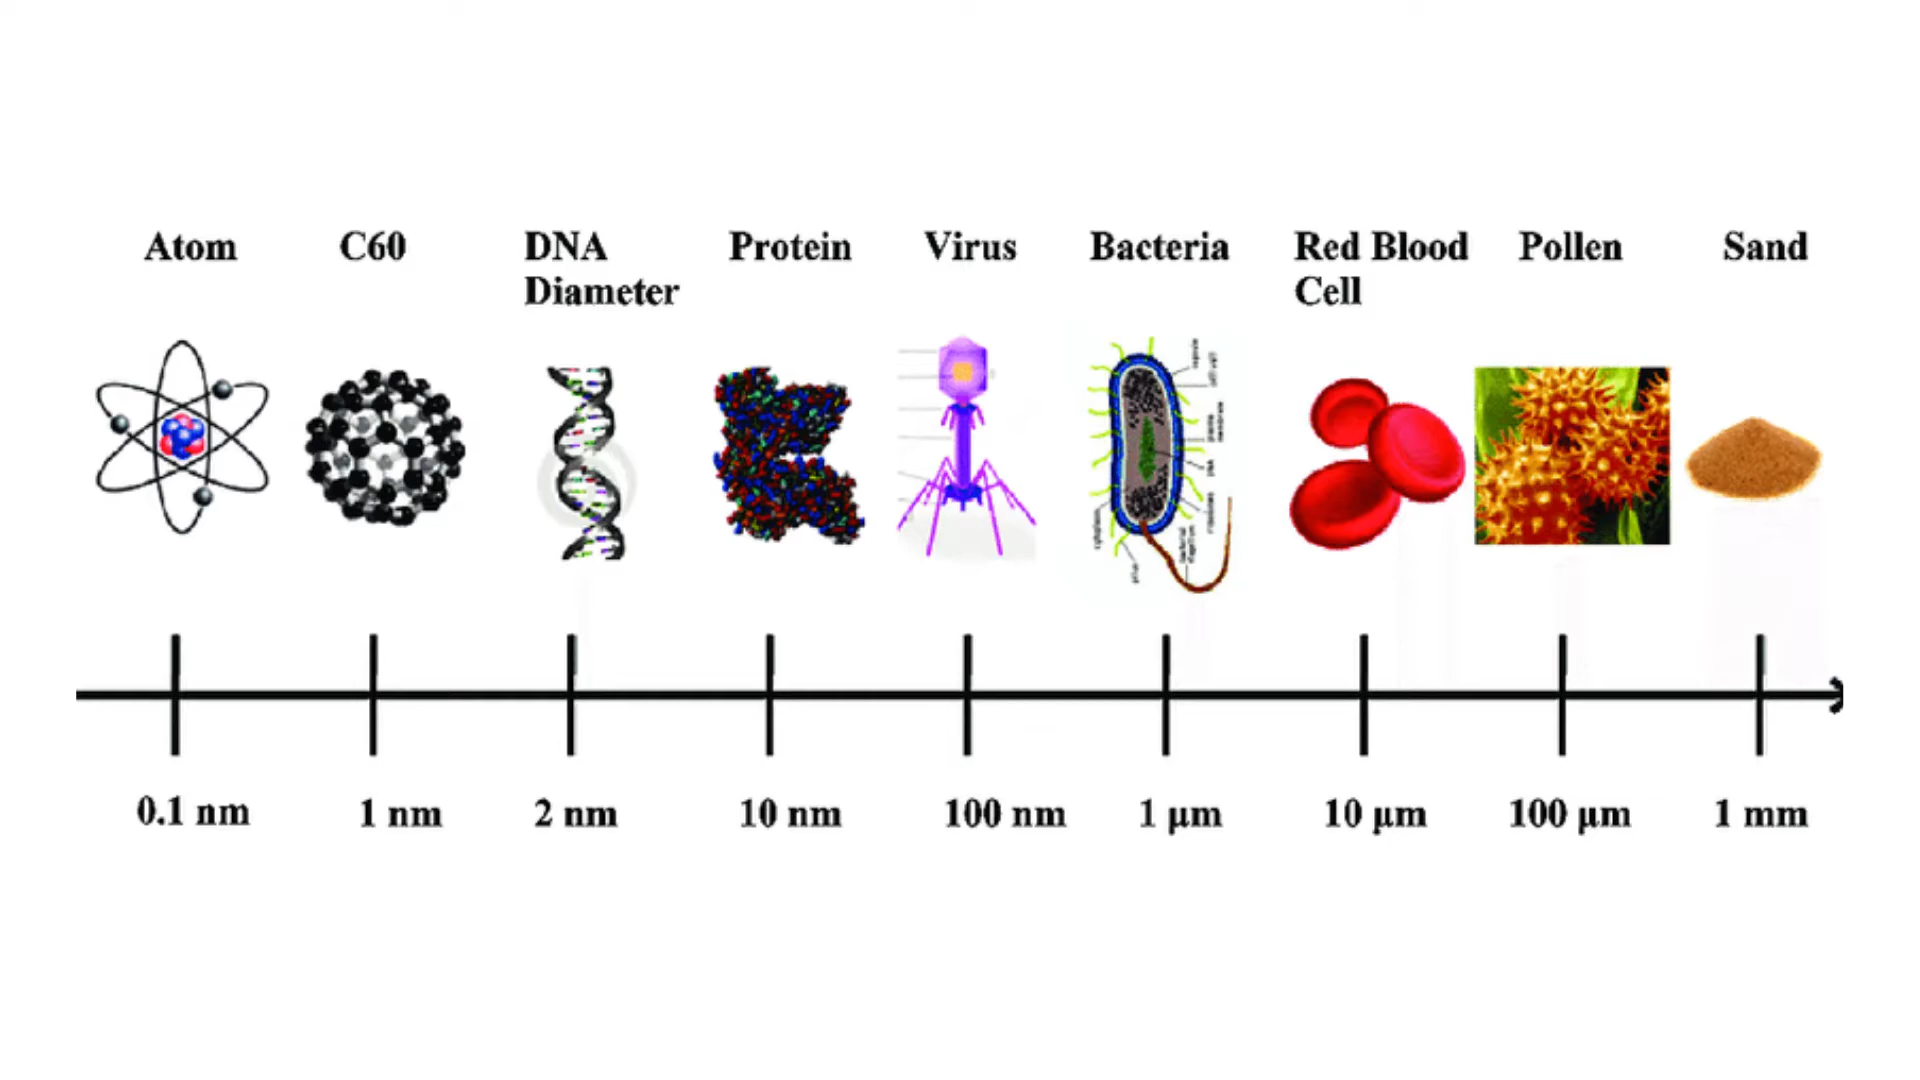 Atom C60 DNA Protein Virus Bacteria Red Blood Pollen Sand
Diameter Cell
0.1 nm 1 nm 2 nm 10 nm 100 nm 1 μm 10 μm 100 μm 1 mm